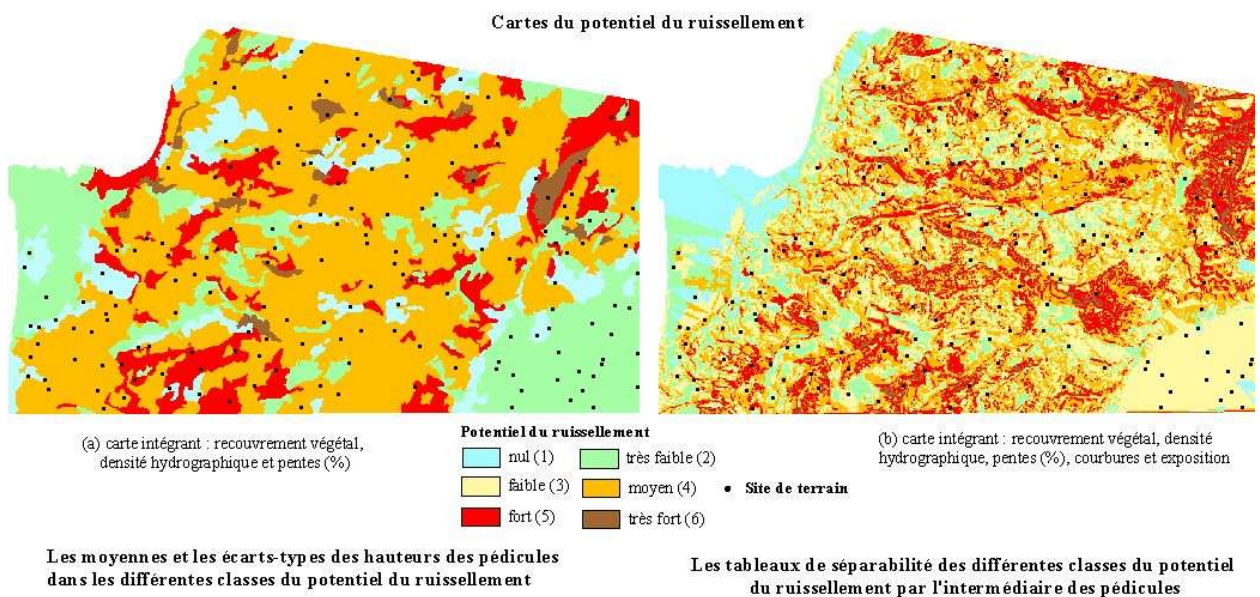 Cartes du potentiel du ruissellement
(a) carte intégrant : recouvrement végétal,
densité hydrographique et pentes (%)
Potentiel du ruissellement
nul (1)
très faible (2)
faible (3)
moyen (4)
Site de terrain
fort (5)
très fort (6)
(b) carte intégrant : recouvrement végétal, densité
hydrographique, pentes (%), courbures et exposition
Les moyennes et les écarts-types des hauteurs des pédicules
dans les différentes classes du potentiel du ruissellement
Les tableaux de séparabilité des différentes classes du potentiel
du ruissellement par l'intermédiaire des pédicules